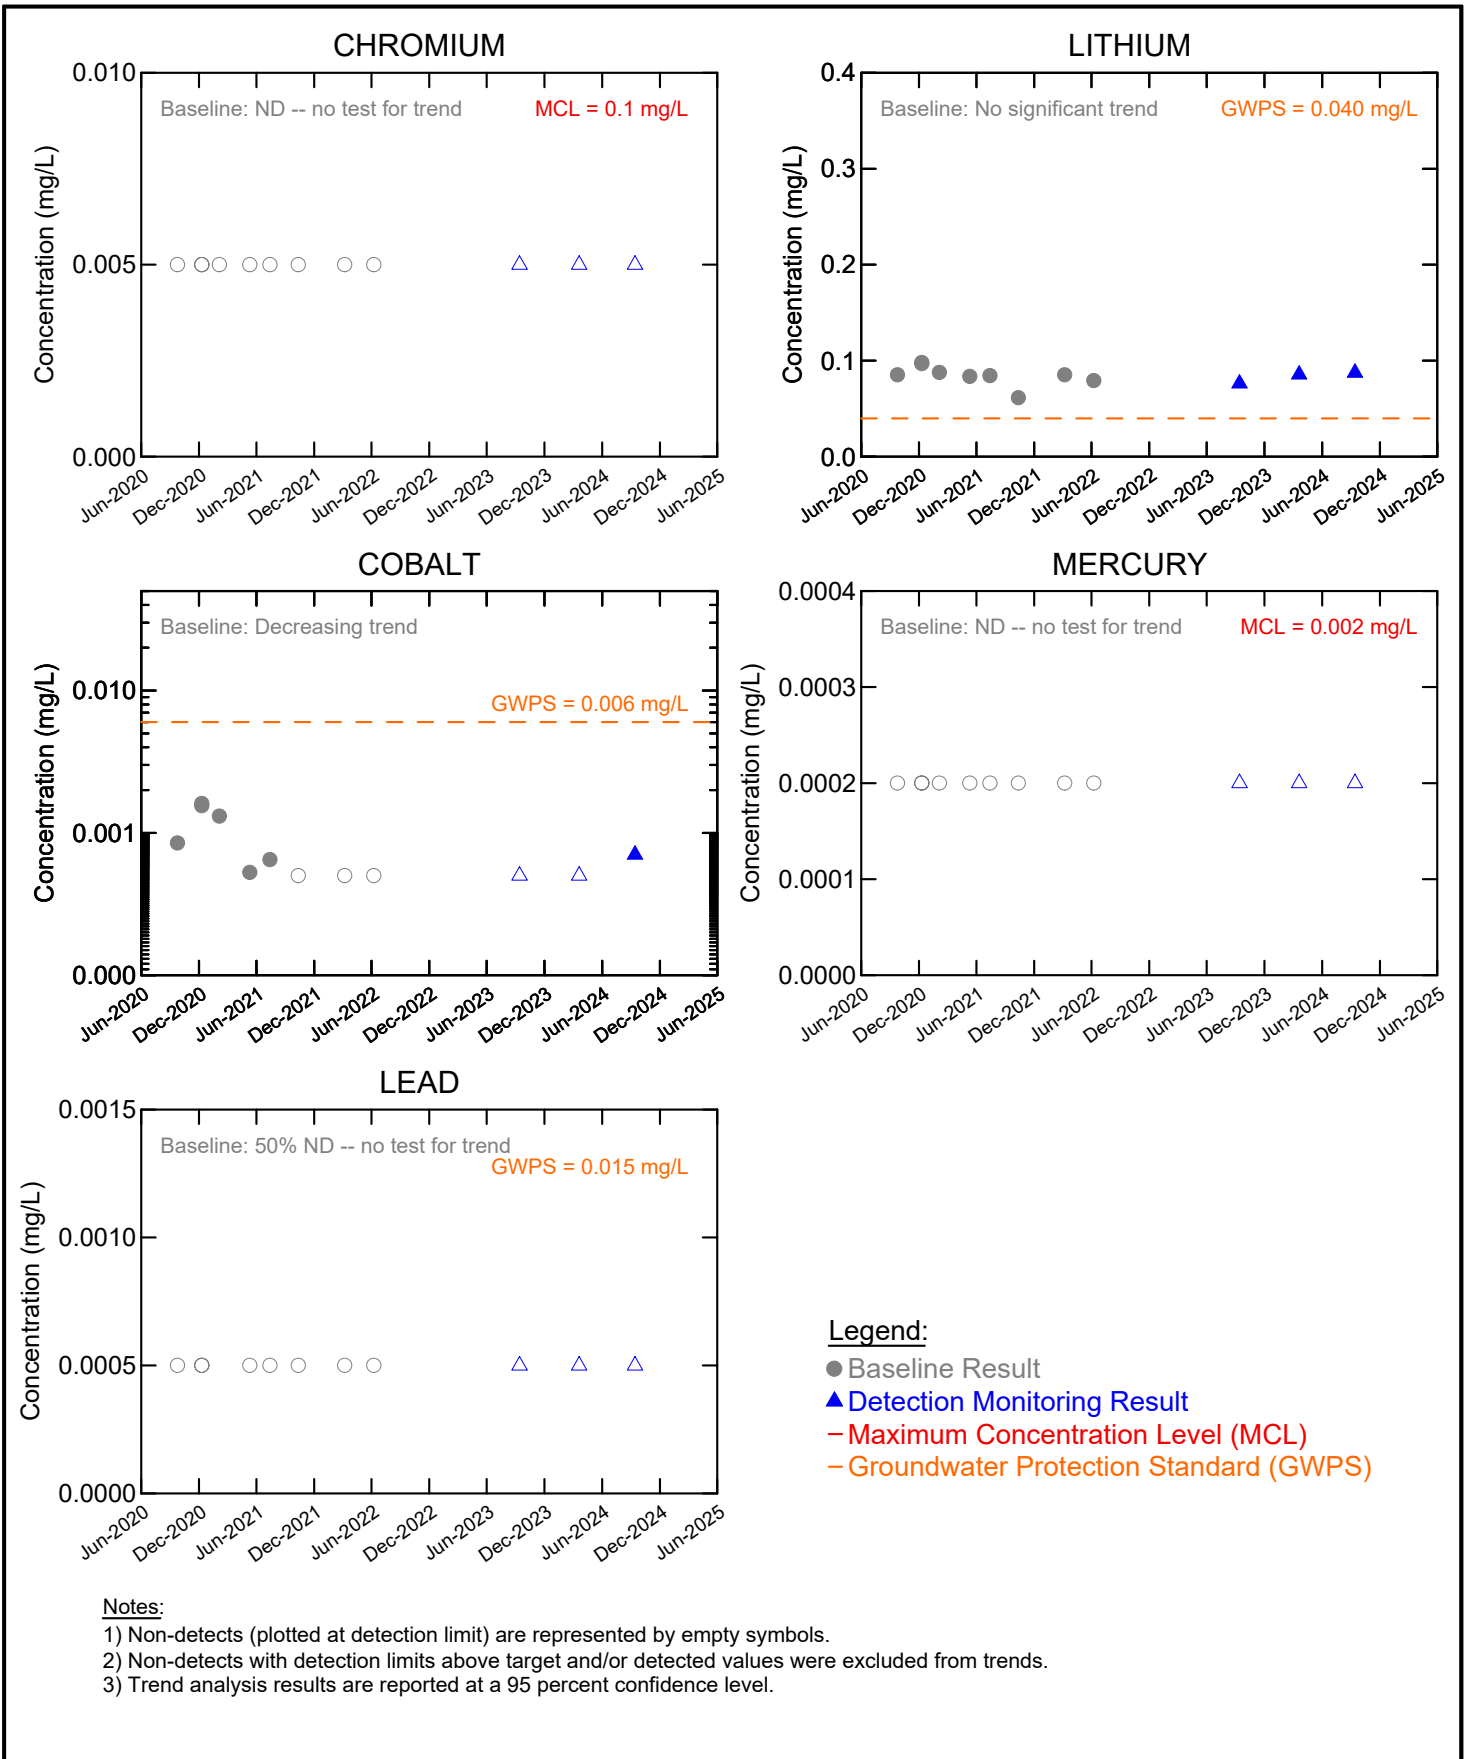 CHROMIUM
0.010
Baseline: ND -- no test for trend
MCL = 0.1 mg/L
Concentration (mg/L)
0.005
0.000
Jun-2020
Dec-2020
Jun-2021
Dec-2021
Jun-2022
Dec-2022
Jun-2023
Dec-2023
Jun-2024
Dec-2024
Jun-2025
LITHIUM
0.4
Baseline: No significant trend
GWPS = 0.040 mg/L
Concentration (mg/L)
0.3
0.2
0.1
0.0
Jun-2020
Dec-2020
Jun-2021
Dec-2021
Jun-2022
Dec-2022
Jun-2023
Dec-2023
Jun-2024
Dec-2024
Jun-2025
COBALT
Baseline: Decreasing trend
Concentration (mg/L)
0.010
GWPS = 0.006 mg/L
0.001
0.000
Jun-2020
Dec-2020
Jun-2021
Dec-2021
Jun-2022
Dec-2022
Jun-2023
Dec-2023
Jun-2024
Dec-2024
Jun-2025
MERCURY
0.0004
Baseline: ND -- no test for trend
MCL = 0.002 mg/L
Concentration (mg/L)
0.0003
0.0002
0.0001
0.0000
Jun-2020
Dec-2020
Jun-2021
Dec-2021
Jun-2022
Dec-2022
Jun-2023
Dec-2023
Jun-2024
Dec-2024
Jun-2025
LEAD
0.0015
Baseline: 50% ND -- no test for trend
GWPS = 0.015 mg/L
Concentration (mg/L)
0.0010
0.0005
0.0000
Jun-2020
Dec-2020
Jun-2021
Dec-2021
Jun-2022
Dec-2022
Jun-2023
Dec-2023
Jun-2024
Dec-2024
Jun-2025
Legend:
Baseline Result
Detection Monitoring Result
Maximum Concentration Level (MCL)
Groundwater Protection Standard (GWPS)
Notes:
1) Non-detects (plotted at detection limit) are represented by empty symbols.
2) Non-detects with detection limits above target and/or detected values were excluded from trends.
3) Trend analysis results are reported at a 95 percent confidence level.